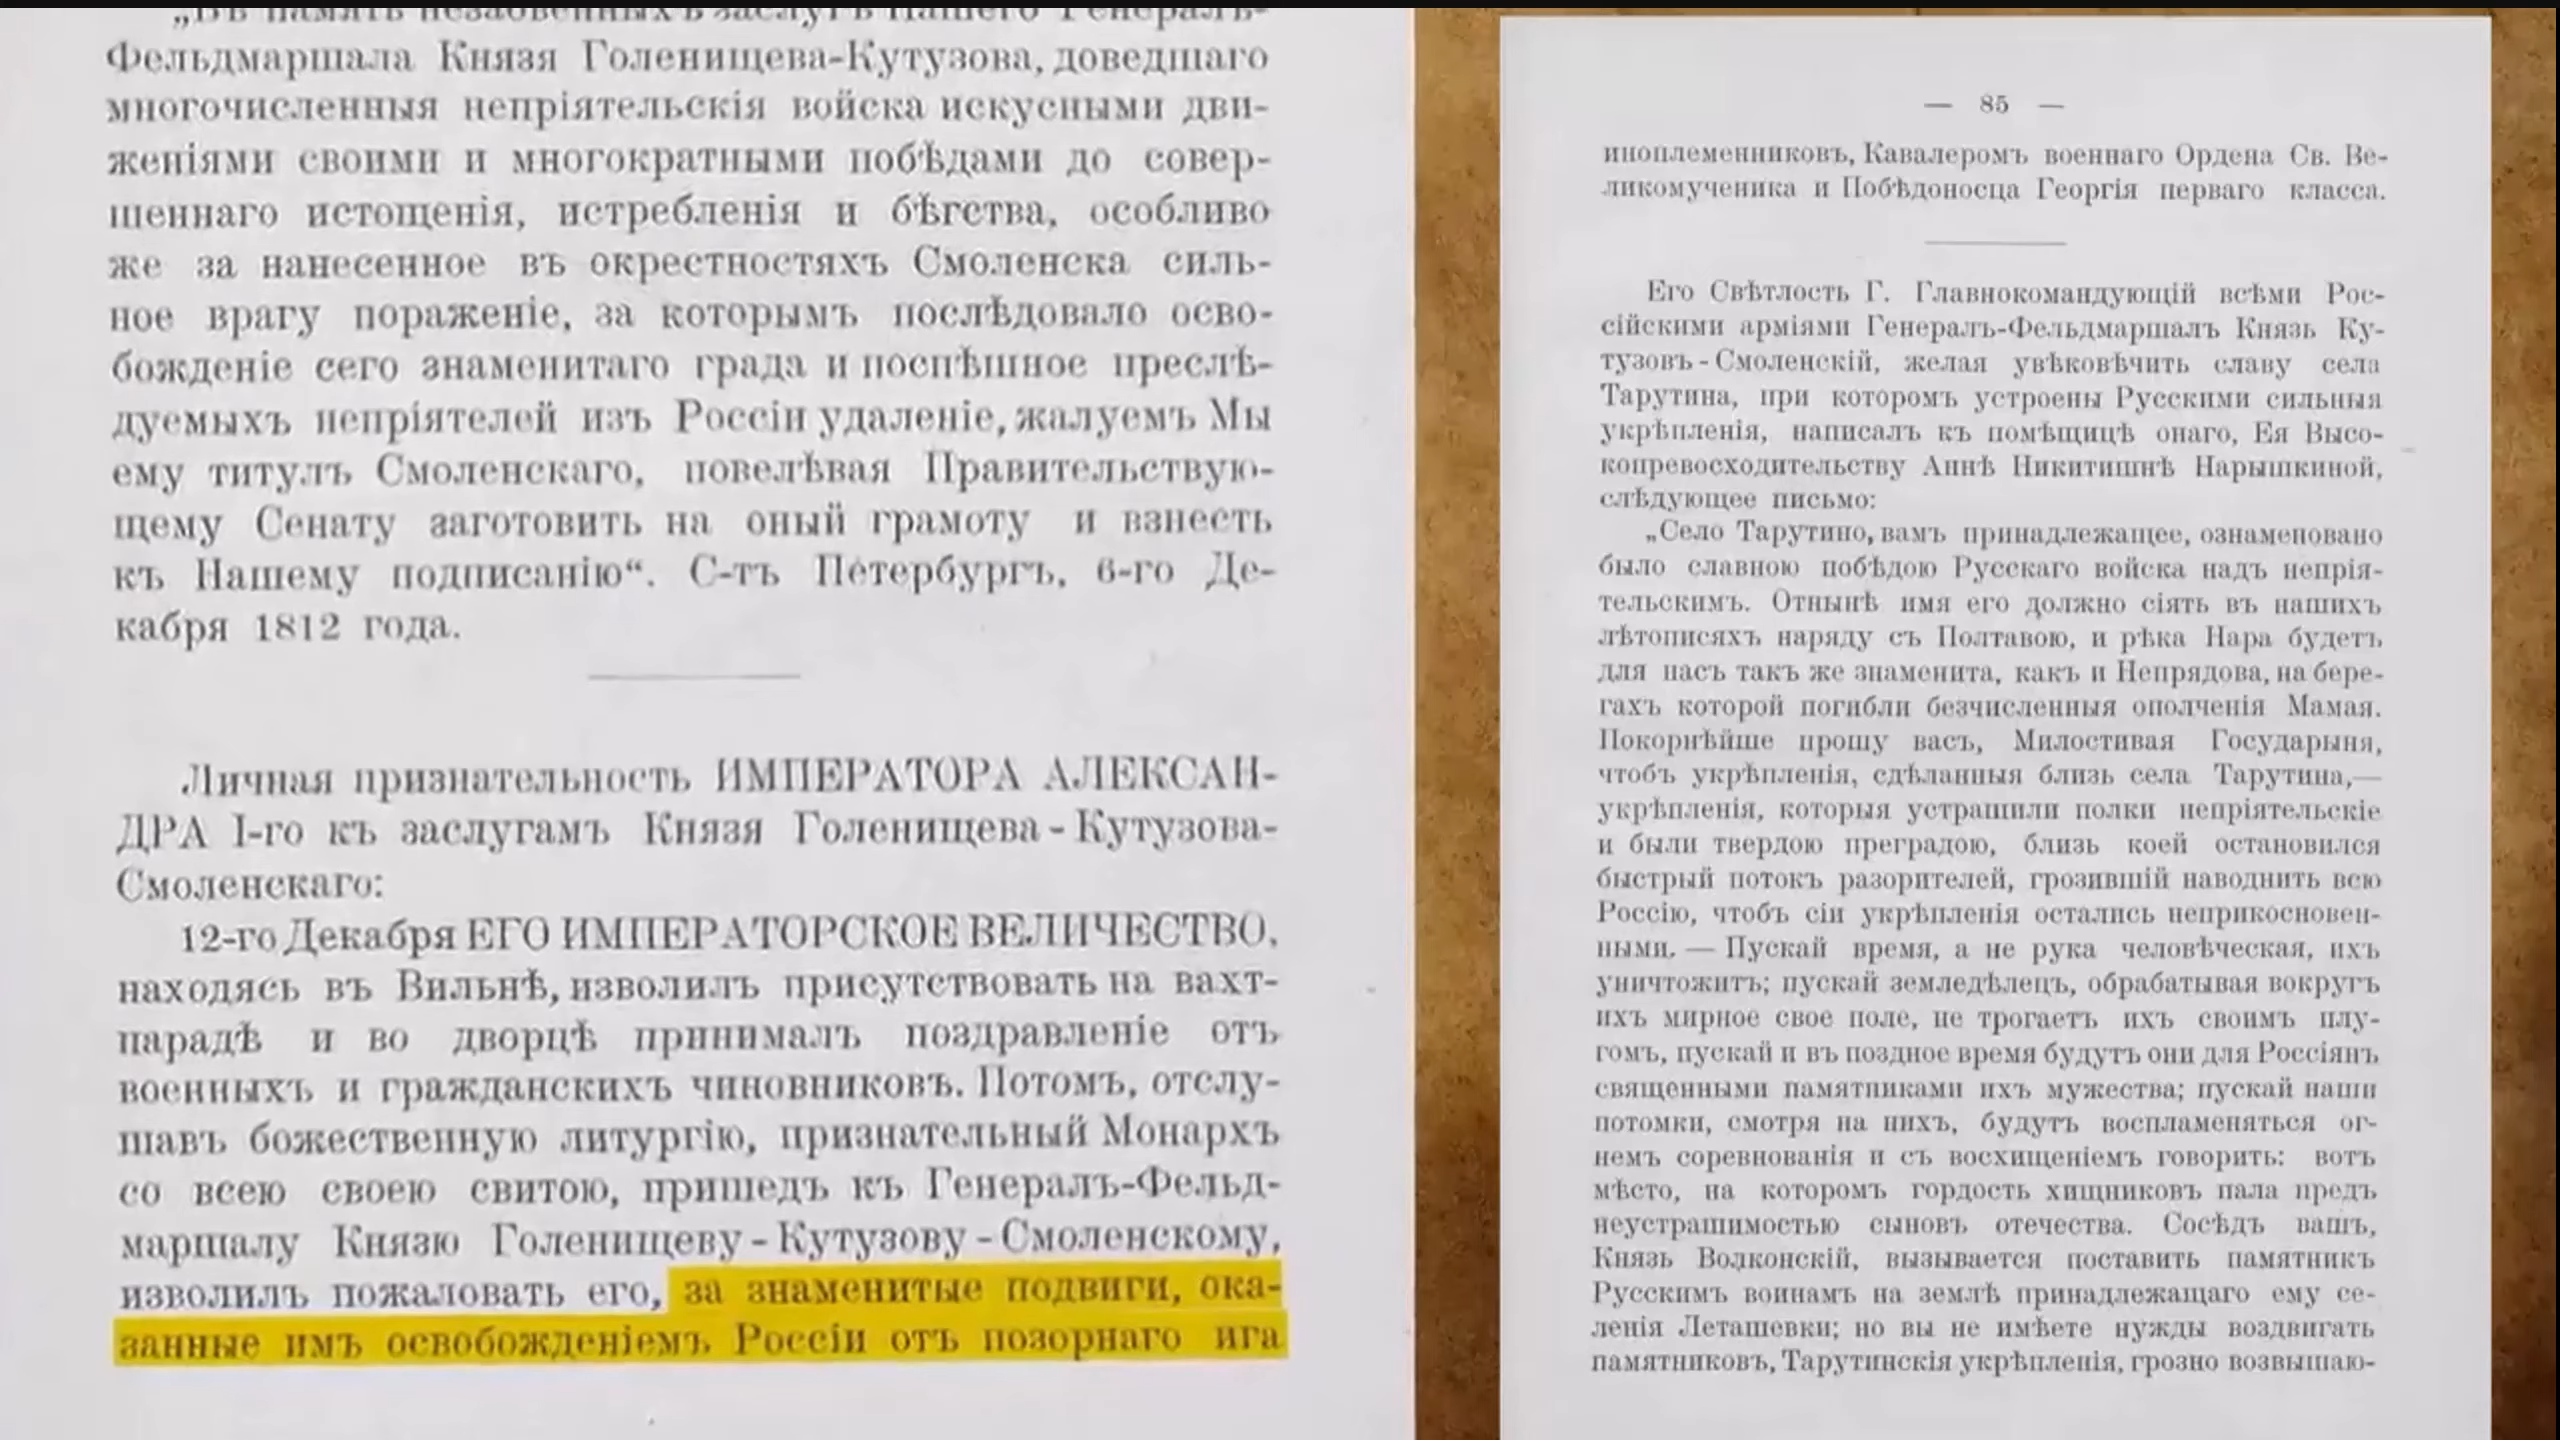 „Въ память незабвенныхъ заслугъ Нашего Генералъ-
Фельдмаршала Князя Голенищева-Кутузова, доведшаго
многочисленныя непріятельскія войска искусными дви-
женіями своими и многократными побѣдами до совер-
шеннаго истощенія, истребленія и бѣгства, особливо
же за нанесенное въ окрестностяхъ Смоленска силь-
ное врагу пораженіе, за которымъ послѣдовало осво-
божденіе сего знаменитаго града и поспѣшное преслѣ-
дуемыхъ непріятелей изъ Россіи удаленіе, жалуемъ Мы
ему титулъ Смоленскаго, повелѣвая Правительствую-
щему Сенату заготовить на оный грамоту и взнесть
къ Нашему подписанію“. С-тъ Петербургъ. 6-го Де-
кабря 1812 года.
Личная признательность ИМПЕРАТОРА АЛЕКСАН-
ДРА I-го къ заслугамъ Князя Голенищева-Кутузова-
Смоленскаго:
12-го Декабря ЕГО ИМПЕРАТОРСКОЕ ВЕЛИЧЕСТВО,
находясь въ Вильнѣ, изволилъ присутствовать на вахт-
парадѣ и во дворцѣ принималъ поздравленіе отъ
военныхъ и гражданскихъ чиновниковъ. Потомъ, отслу-
шавъ божественную литургію, признательный Монархъ
со всею своею свитою, пришедъ къ Генералъ-Фельд-
маршалу Князю Голенищеву-Кутузову-Смоленскому,
изволилъ пожаловать его, за знаменитые подвиги, ока-
занные имъ освобожденіемъ Россіи отъ позорнаго ига
— 85 —
иноплеменниковъ, Кавалеромъ военнаго Ордена Св. Ве-
ликомученика и Побѣдоносца Георгія перваго класса.
Его Свѣтлость Г. Главнокомандующій всѣми Рос-
сійскими арміями Генералъ-Фельдмаршалъ Князь Ку-
тузовъ-Смоленскій, желая увѣковѣчить славу села
Тарутина, при которомъ устроены Русскими сильныя
укрѣпленія, написалъ къ помѣщицѣ онаго, Ея Высо-
копревосходительству Аннѣ Никитишнѣ Нарышкиной,
слѣдующее письмо:
„Село Тарутино, вамъ принадлежащее, ознаменовано
было славною побѣдою Русскаго войска надъ непрія-
тельскимъ. Отнынѣ имя его должно сіять въ нашихъ
лѣтописяхъ наряду съ Полтавою, и рѣка Нара будетъ
для насъ такъ же знаменита, какъ и Непрядова, на бере-
гахъ которой погибли безчисленныя ополченія Мамая.
Покорнѣйше прошу васъ, Милостивая Государыня,
чтобъ укрѣпленія, сдѣланныя близь села Тарутина,—
укрѣпленія, которыя устрашили полки непріятельскіе
и были твердою преградою, близь коей остановился
быстрый потокъ разорителей, грозившій наводнить всю
Россію, чтобъ сіи укрѣпленія остались неприкосновен-
ными. — Пускай время, а не рука человѣческая, ихъ
уничтожитъ; пускай земледѣлецъ, обрабатывая вокругъ
ихъ мирное свое поле, не трогаетъ ихъ своимъ плу-
гомъ, пускай и въ поздное время будутъ они для Россіянъ
священными памятниками ихъ мужества; пускай наши
потомки, смотря на нихъ, будутъ воспламеняться ог-
немъ соревнованія и съ восхищеніемъ говорить: вотъ
мѣсто, на которомъ гордость хищниковъ пала предъ
неустрашимостью сыновъ отечества. Сосѣдъ вашъ,
Князь Волконскій, вызывается поставить памятникъ
Русскимъ воинамъ на землѣ принадлежащаго ему се-
ленія Леташевки; но вы не имѣете нужды воздвигать
памятниковъ, Тарутинскія укрѣпленія, грозно возвышаю-